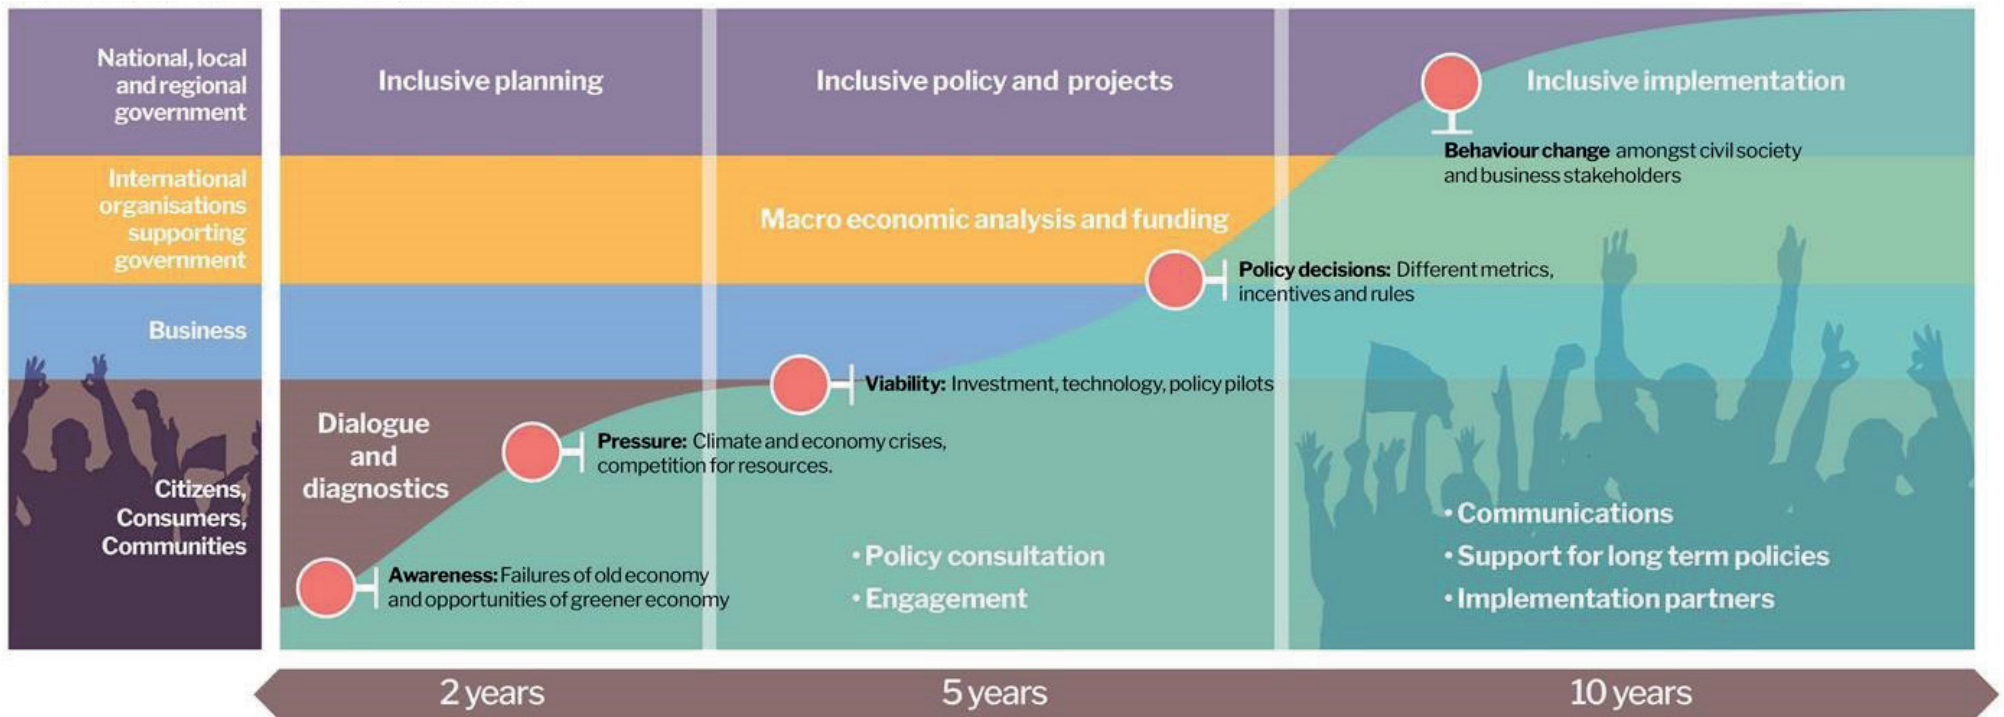 National, local
and regional
government
International
organisations
supporting
government
Business
Citizens,
Consumers,
Communities
Inclusive planning
Inclusive policy and projects
Inclusive implementation
Behaviour change amongst civil society
and business stakeholders
Macro economic analysis and funding
Policy decisions: Different metrics,
incentives and rules
Viability: Investment, technology, policy pilots
Dialogue
and
diagnostics
Pressure: Climate and economy crises,
competition for resources.
Awareness: Failures of old economy
and opportunities of greener economy
• Policy consultation
• Engagement
• Communications
• Support for long term policies
• Implementation partners
2 years
5 years
10 years